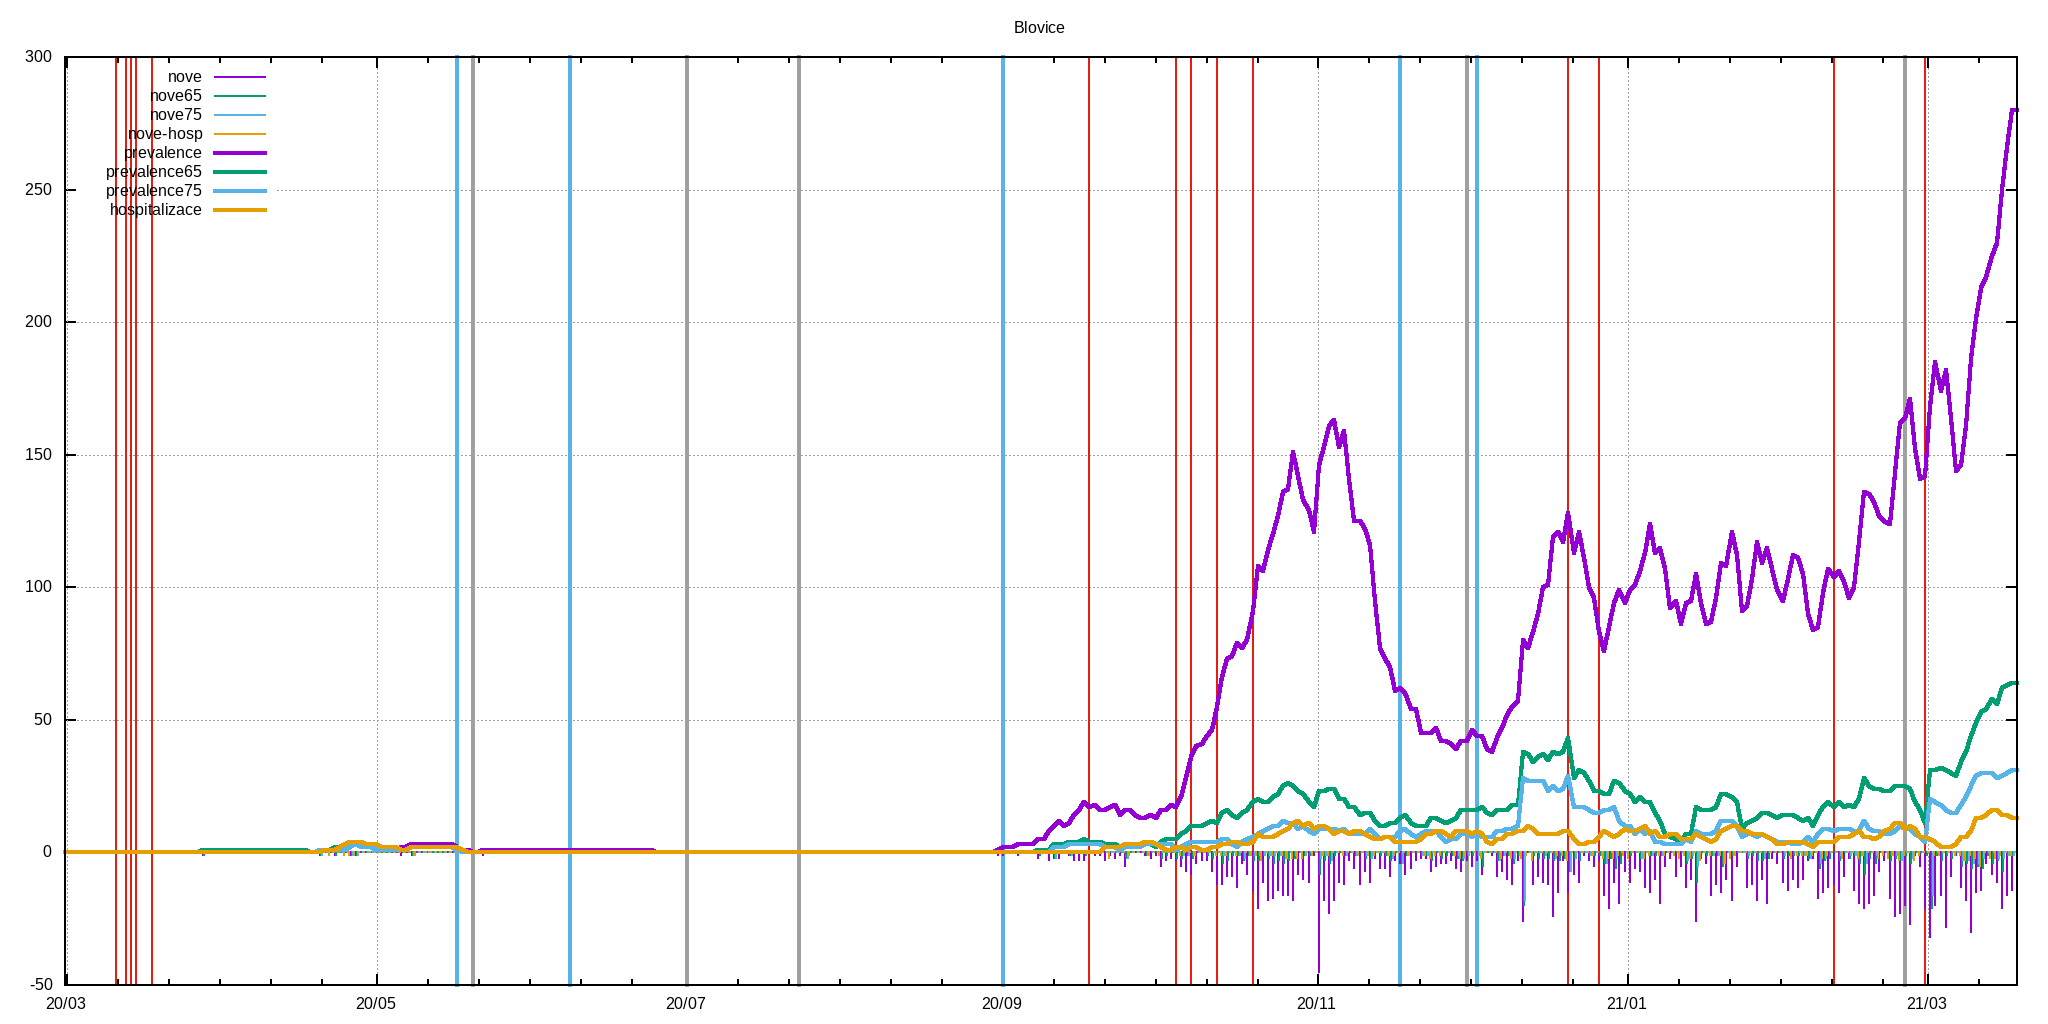 Blovice
300
250
200
150
100
50
0
-50
nove
nove65
nove75
nove-hosp
prevalence
prevalence65
prevalence75
hospitalizace
20/03 20/05 20/07 20/09 20/11 21/01 21/03